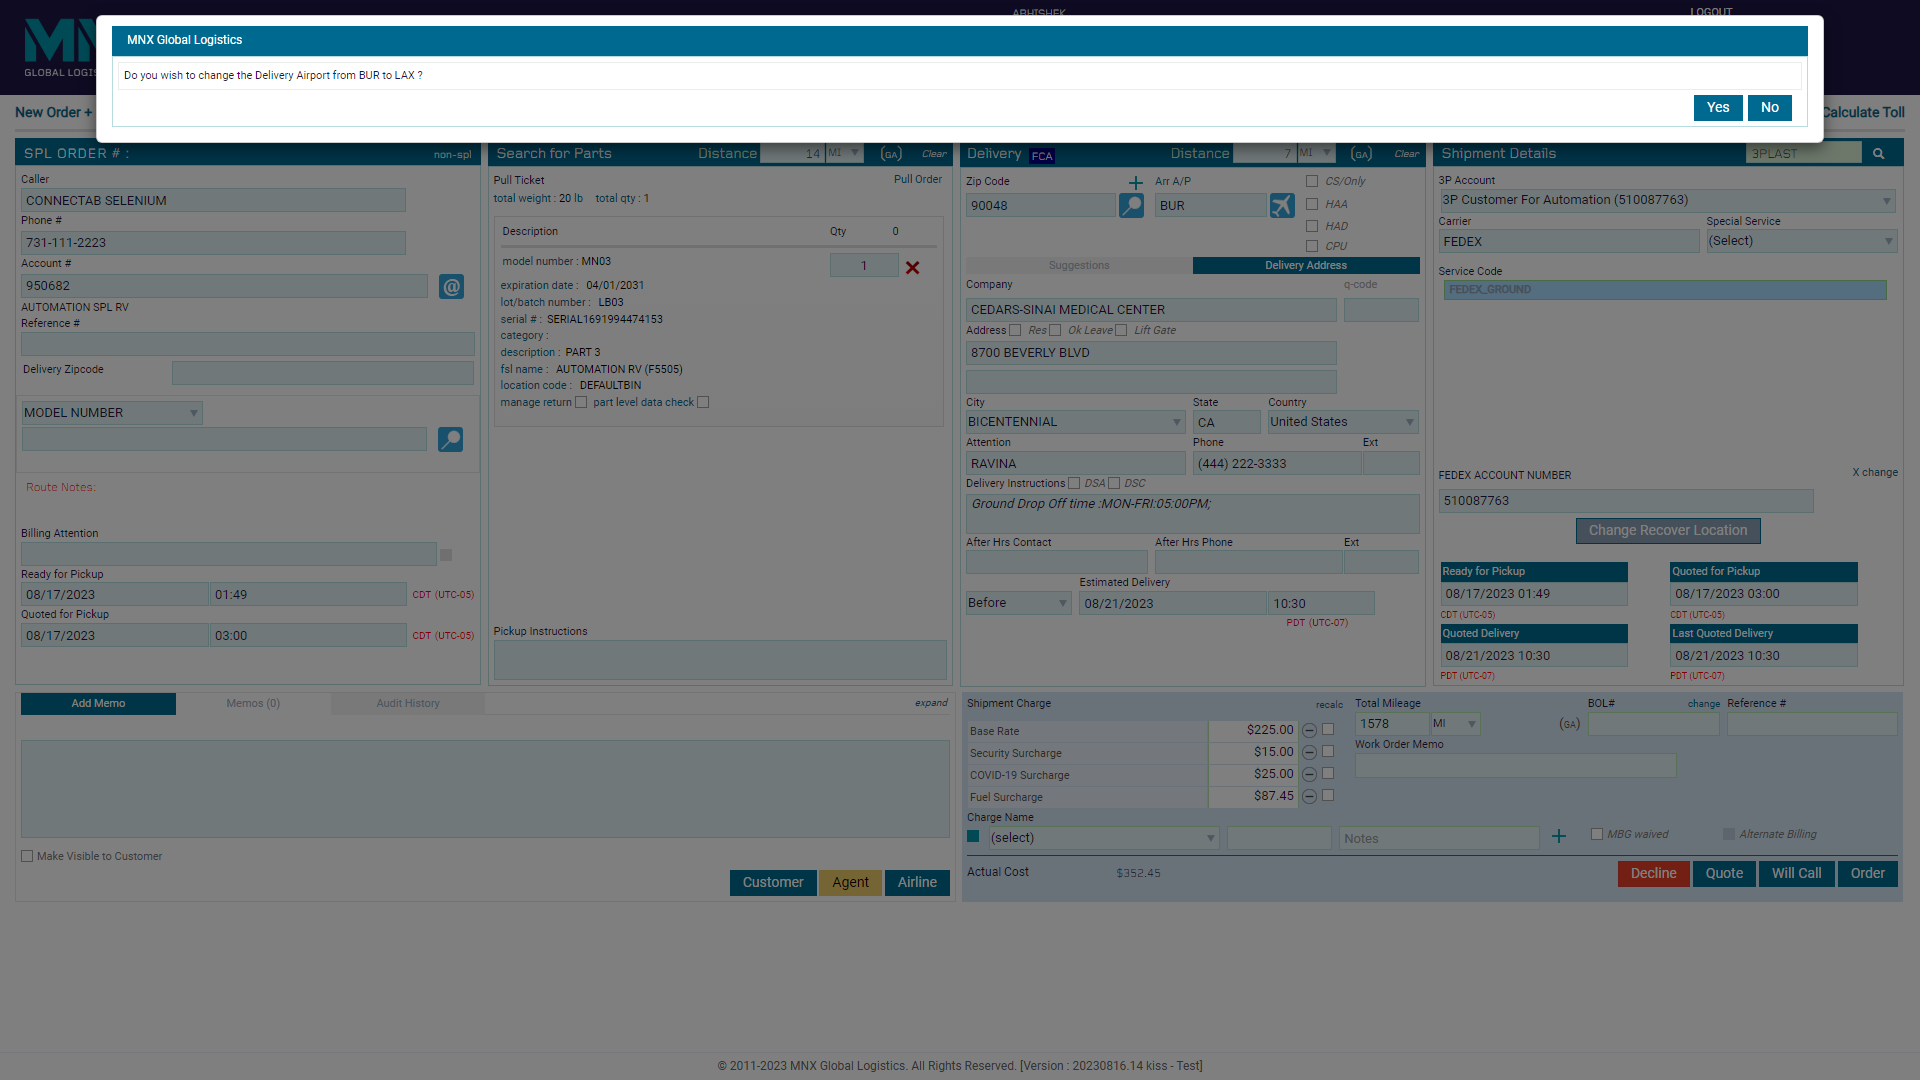 ABHISHEK
LOGOUT
MNX Global Logistics
Do you wish to change the Delivery Airport from BUR to LAX ?
Yes
No
GLOBAL LOGIS
New Order +
Calculate Toll
SPL ORDER # :
non-spl
Caller
CONNECTAB SELENIUM
Phone #
731-111-2223
Account #
950682
@
AUTOMATION SPL RV
Reference #
Delivery Zipcode
MODEL NUMBER
Route Notes:
Billing Attention
Ready for Pickup
08/17/2023 01:49 CDT (UTC-05)
Quoted for Pickup
08/17/2023 03:00 CDT (UTC-05)
Search for Parts Distance 14 MI (GA) Clear
Pull Ticket Pull Order
total weight : 20 lb total qty : 1
Description Qty 0
model number : MN03 1
expiration date : 04/01/2031
lot/batch number : LB03
serial # : SERIAL1691994474153
category :
description : PART 3
fsl name : AUTOMATION RV (F5505)
location code : DEFAULTBIN
manage return part level data check
Pickup Instructions
Delivery FCA Distance 7 MI (GA) Clear
Zip Code + Arr A/P CS/Only
90048 BUR HAA
HAD
CPU
Suggestions Delivery Address
Company q-code
CEDARS-SINAI MEDICAL CENTER
Address Res Ok Leave Lift Gate
8700 BEVERLY BLVD
City State Country
BICENTENNIAL CA United States
Attention Phone Ext
RAVINA (444) 222-3333
Delivery Instructions DSA DSC
Ground Drop Off time :MON-FRI:05:00PM;
After Hrs Contact After Hrs Phone Ext
Estimated Delivery
Before 08/21/2023 10:30
PDT (UTC-07)
Shipment Details 3PLAST
3P Account
3P Customer For Automation (510087763)
Carrier Special Service
FEDEX (Select)
Service Code
FEDEX_GROUND
FEDEX ACCOUNT NUMBER X change
510087763
Change Recover Location
Ready for Pickup Quoted for Pickup
08/17/2023 01:49 08/17/2023 03:00
CDT (UTC-05) CDT (UTC-05)
Quoted Delivery Last Quoted Delivery
08/21/2023 10:30 08/21/2023 10:30
PDT (UTC-07) PDT (UTC-07)
Add Memo Memos (0) Audit History expand
Make Visible to Customer
Customer Agent Airline
Shipment Charge recalc Total Mileage BOL# change Reference #
1578 MI (GA)
Base Rate $225.00
Work Order Memo
Security Surcharge $15.00
COVID-19 Surcharge $25.00
Fuel Surcharge $87.45
Charge Name
(select) Notes + MBG waived Alternate Billing
Actual Cost $352.45
Decline Quote Will Call Order
© 2011-2023 MNX Global Logistics. All Rights Reserved. [Version : 20230816.14 kiss - Test]